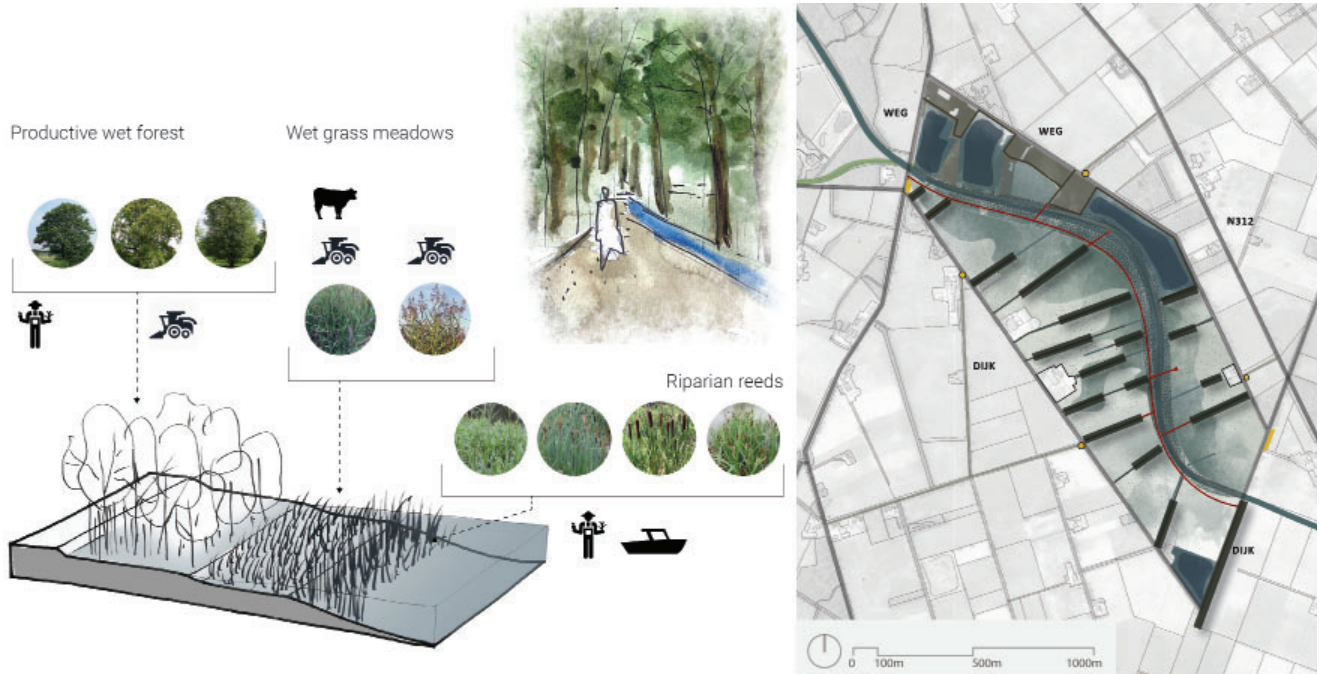 Productive wet forest
Wet grass meadows
Riparian reeds
WEG
WEG
N312
DIJK
DIJK
0 100m 500m 1000m